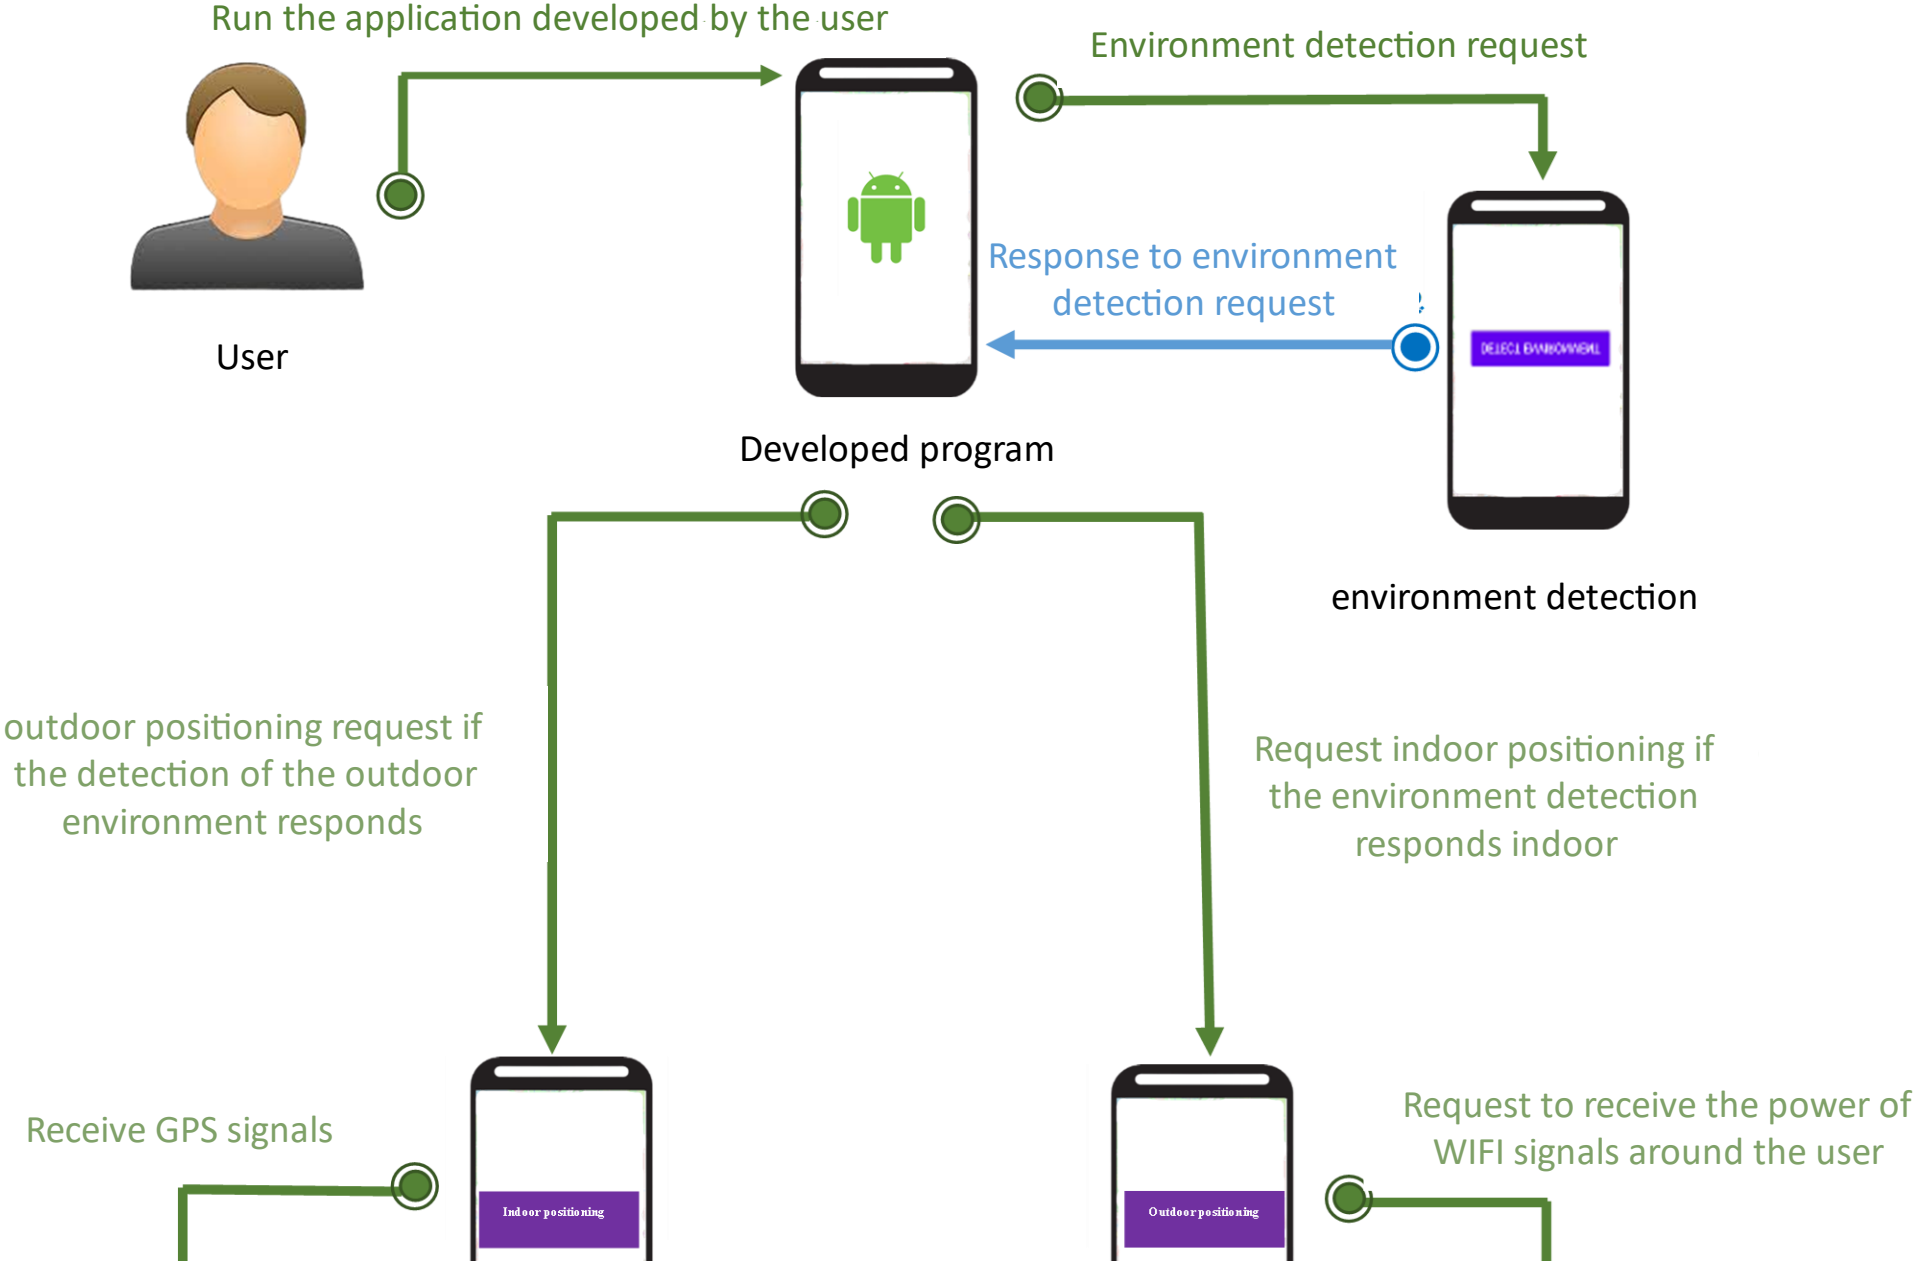 Run the application developed by the user
Environment detection request
Response to environment
detection request
DETECT ENVIRONMENT
User
Developed program
environment detection
outdoor positioning request if
the detection of the outdoor
environment responds
Request indoor positioning if
the environment detection
responds indoor
Receive GPS signals
Request to receive the power of
WIFI signals around the user
Indoor positioning
Outdoor positioning